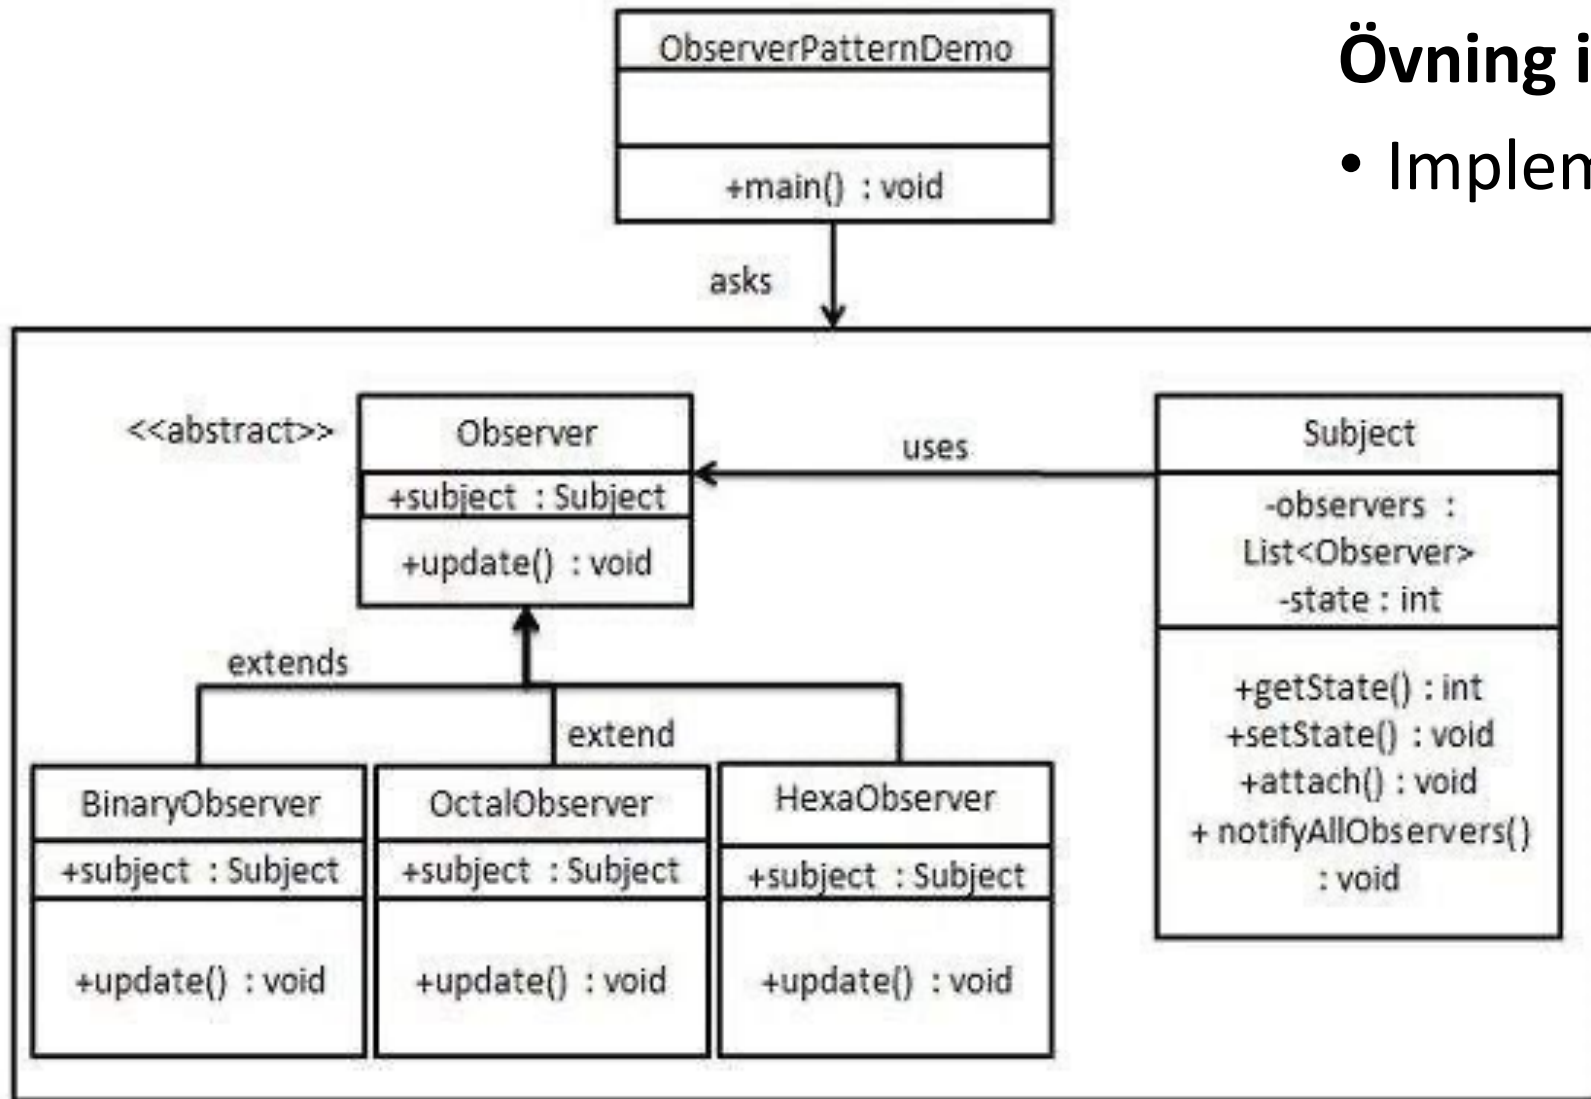 ObserverPatternDemo
+main() : void
Övning i
• Implem
asks
<<abstract>>
Observer
+subject : Subject
+update() : void
uses
Subject
-observers :
List<Observer>
-state : int
+getState() : int
+setState() : void
+attach() : void
+ notifyAllObservers()
: void
extends
extend
BinaryObserver
+subject : Subject
+update() : void
OctalObserver
+subject : Subject
+update() : void
HexaObserver
+subject : Subject
+update() : void